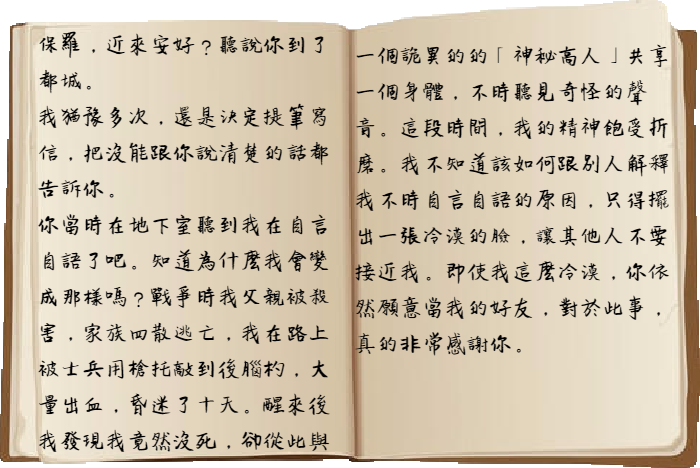 保羅，近來安好？聽說你到了
都城。
我猶豫多次，還是決定提筆寫
信，把沒能跟你說清楚的話都
告訴你。
你當時在地下室聽到我在自言
自語了吧。知道為什麼我會變
成那樣嗎？戰爭時我父親被殺
害，家族四散逃亡，我在路上
被士兵用槍托敲到後腦杓，大
量出血，昏迷了十天。醒來後
我發現我竟然沒死，卻從此與
一個詭異的的「神秘高人」共享
一個身體，不時聽見奇怪的聲
音。這段時間，我的精神飽受折
磨。我不知道該如何跟別人解釋
我不時自言自語的原因，只得擺
出一張冷漠的臉，讓其他人不要
接近我。即使我這麼冷漠，你依
然願意當我的好友，對於此事，
真的非常感謝你。